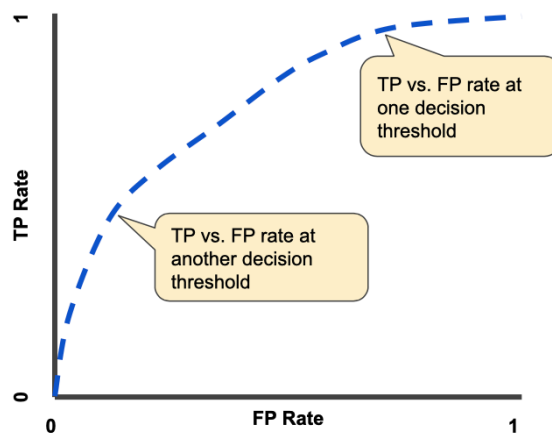 1
TP vs. FP rate at
one decision
threshold
TP Rate
TP vs. FP rate at
another decision
threshold
0
0
FP Rate
1